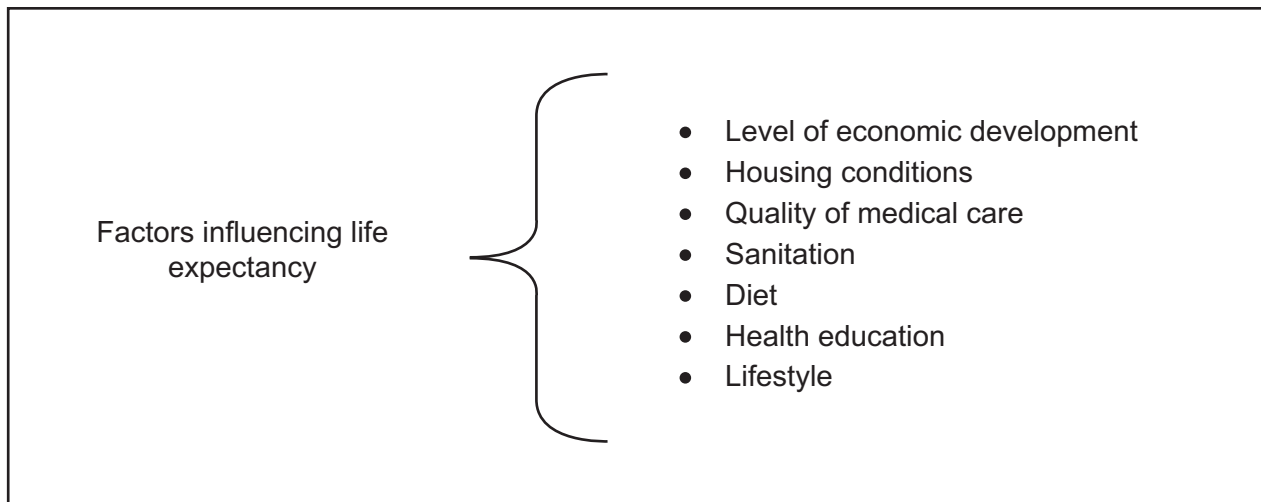 Factors influencing life
expectancy
● Level of economic development
● Housing conditions
● Quality of medical care
● Sanitation
● Diet
● Health education
● Lifestyle